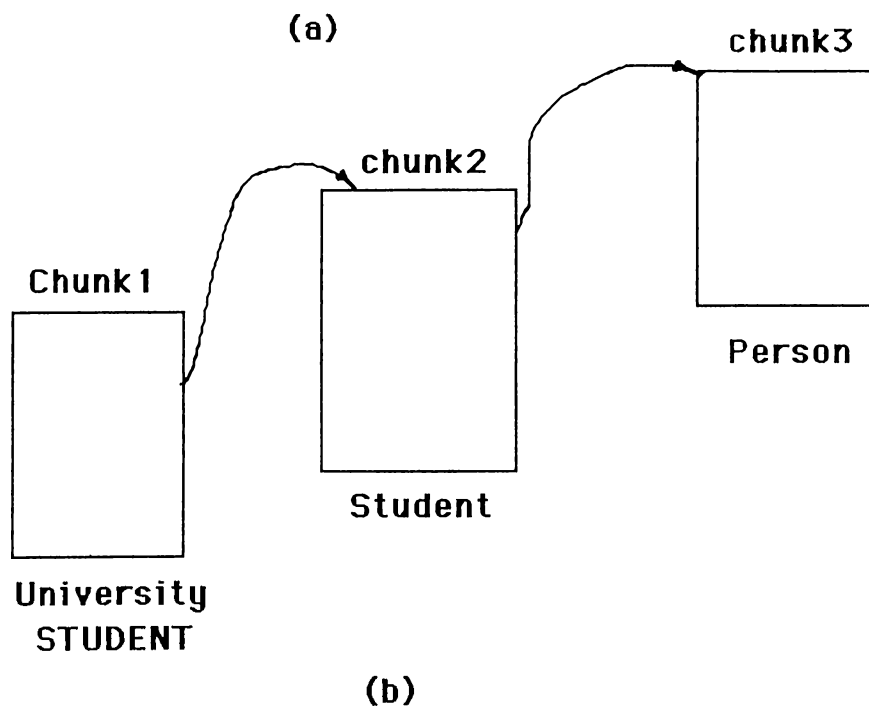 (a)
chunk3
chunk2
Chunk1
Person
Student
University
STUDENT
(b)